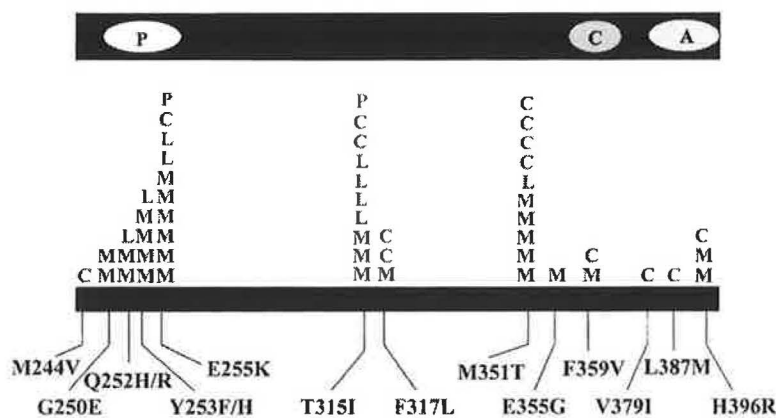 P C A
P P C
C C C
L C C
L L C
M L L
L M L M
M M L M
L M M M C M C
M M M M M C M C M
C M M M M M M M M M C C M
M244V Q252H/R E255K M351T F359V L387M
G250E Y253F/H T315I F317L E355G V379I H396R